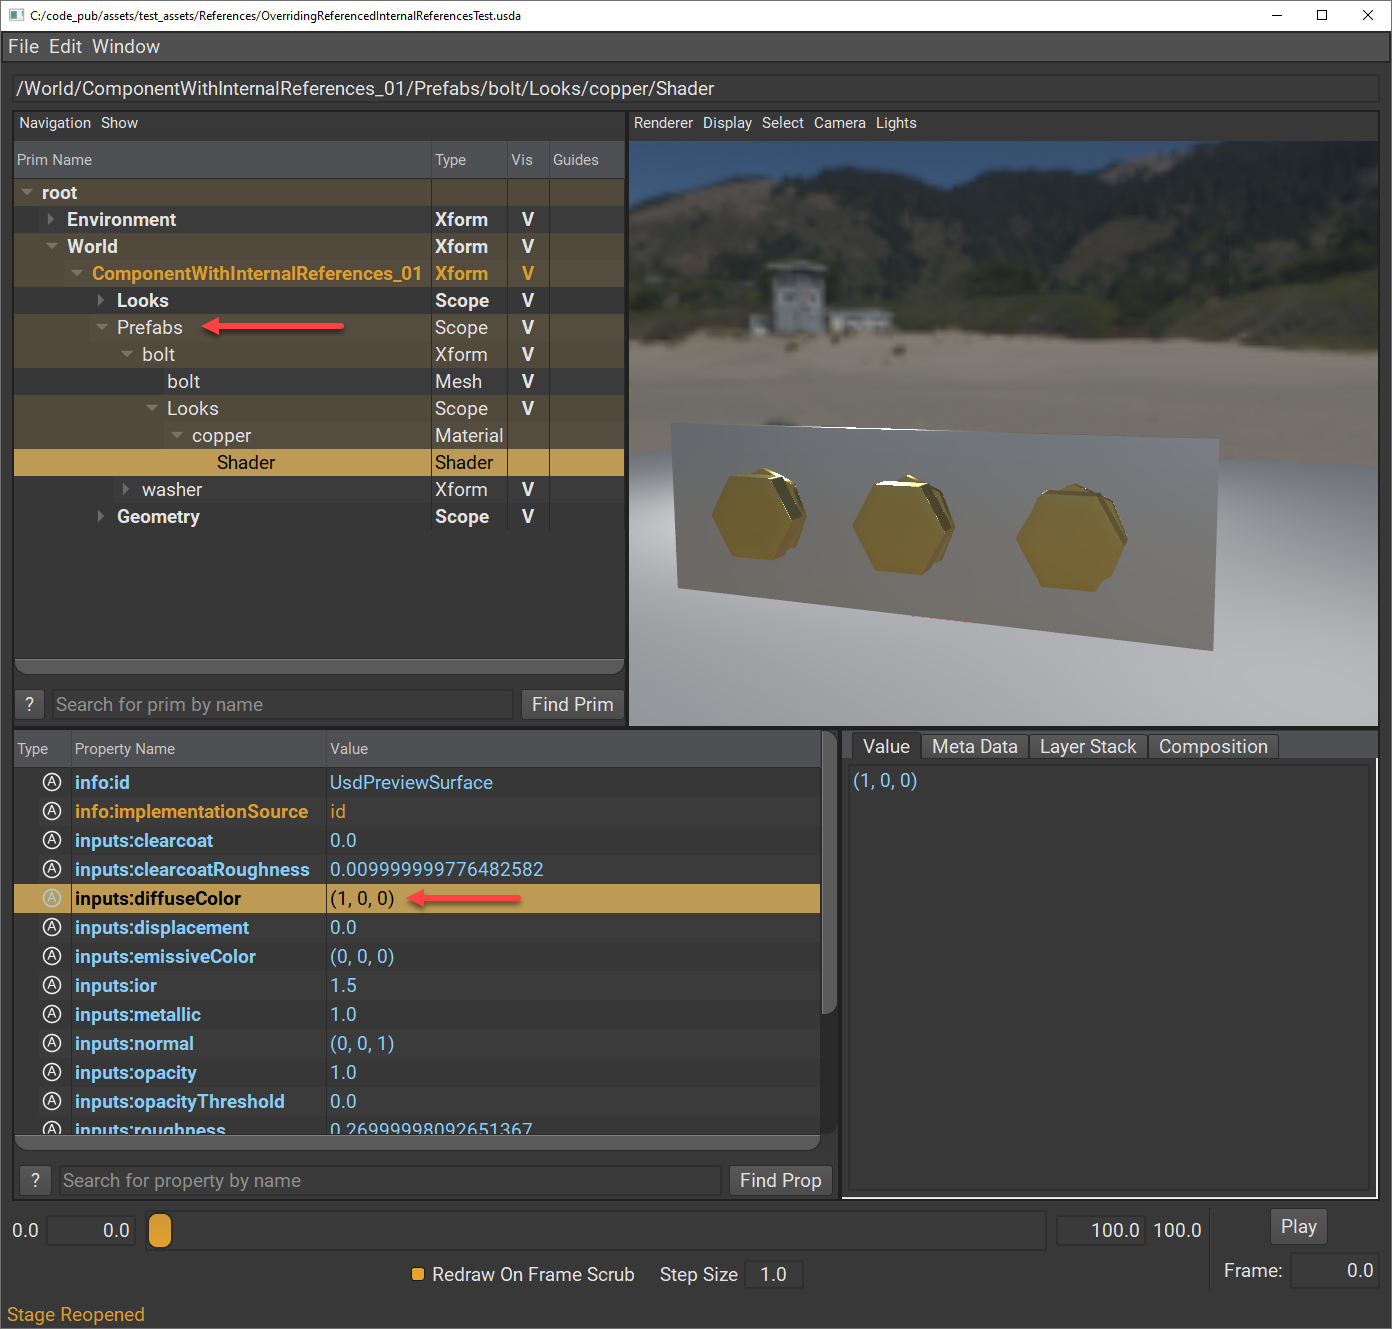 C:/code_pub/assets/test_assets/References/OverridingReferencedInternalReferencesTest.usda
File Edit Window
/World/ComponentWithInternalReferences_01/Prefabs/bolt/Looks/copper/Shader
Navigation Show
Prim Name Type Vis Guides
root
Environment Xform V
World Xform V
ComponentWithInternalReferences_01 Xform V
Looks Scope V
Prefabs Scope V
bolt Xform V
bolt Mesh V
Looks Scope V
copper Material
Shader Shader
washer Xform V
Geometry Scope V
? Search for prim by name Find Prim
Renderer Display Select Camera Lights
Type Property Name Value
A info:id UsdPreviewSurface
A info:implementationSource id
A inputs:clearcoat 0.0
A inputs:clearcoatRoughness 0.009999999776482582
A inputs:diffuseColor (1, 0, 0)
A inputs:displacement 0.0
A inputs:emissiveColor (0, 0, 0)
A inputs:ior 1.5
A inputs:metallic 1.0
A inputs:normal (0, 0, 1)
A inputs:opacity 1.0
A inputs:opacityThreshold 0.0
A inputs:roughness 0.26999998092651367
? Search for property by name Find Prop
Value Meta Data Layer Stack Composition
(1, 0, 0)
0.0 0.0 100.0 100.0 Play
Redraw On Frame Scrub Step Size 1.0 Frame: 0.0
Stage Reopened